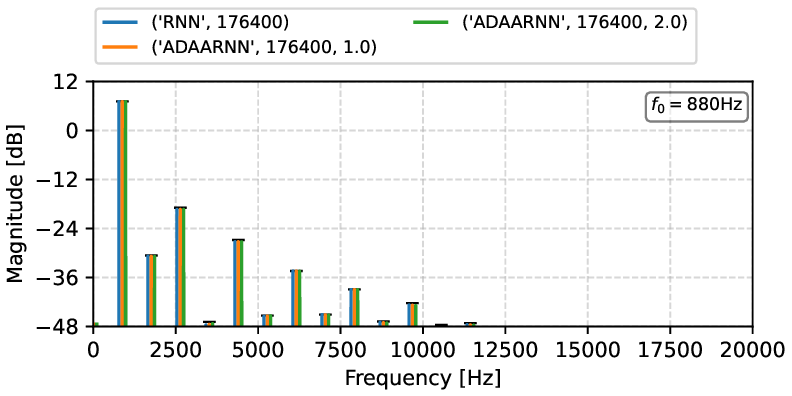 ('RNN', 176400)
('ADAARNN', 176400, 2.0)
('ADAARNN', 176400, 1.0)
12
f₀ = 880Hz
0
−12
−24
−36
−48
Magnitude [dB]
0 2500 5000 7500 10000 12500 15000 17500 20000
Frequency [Hz]